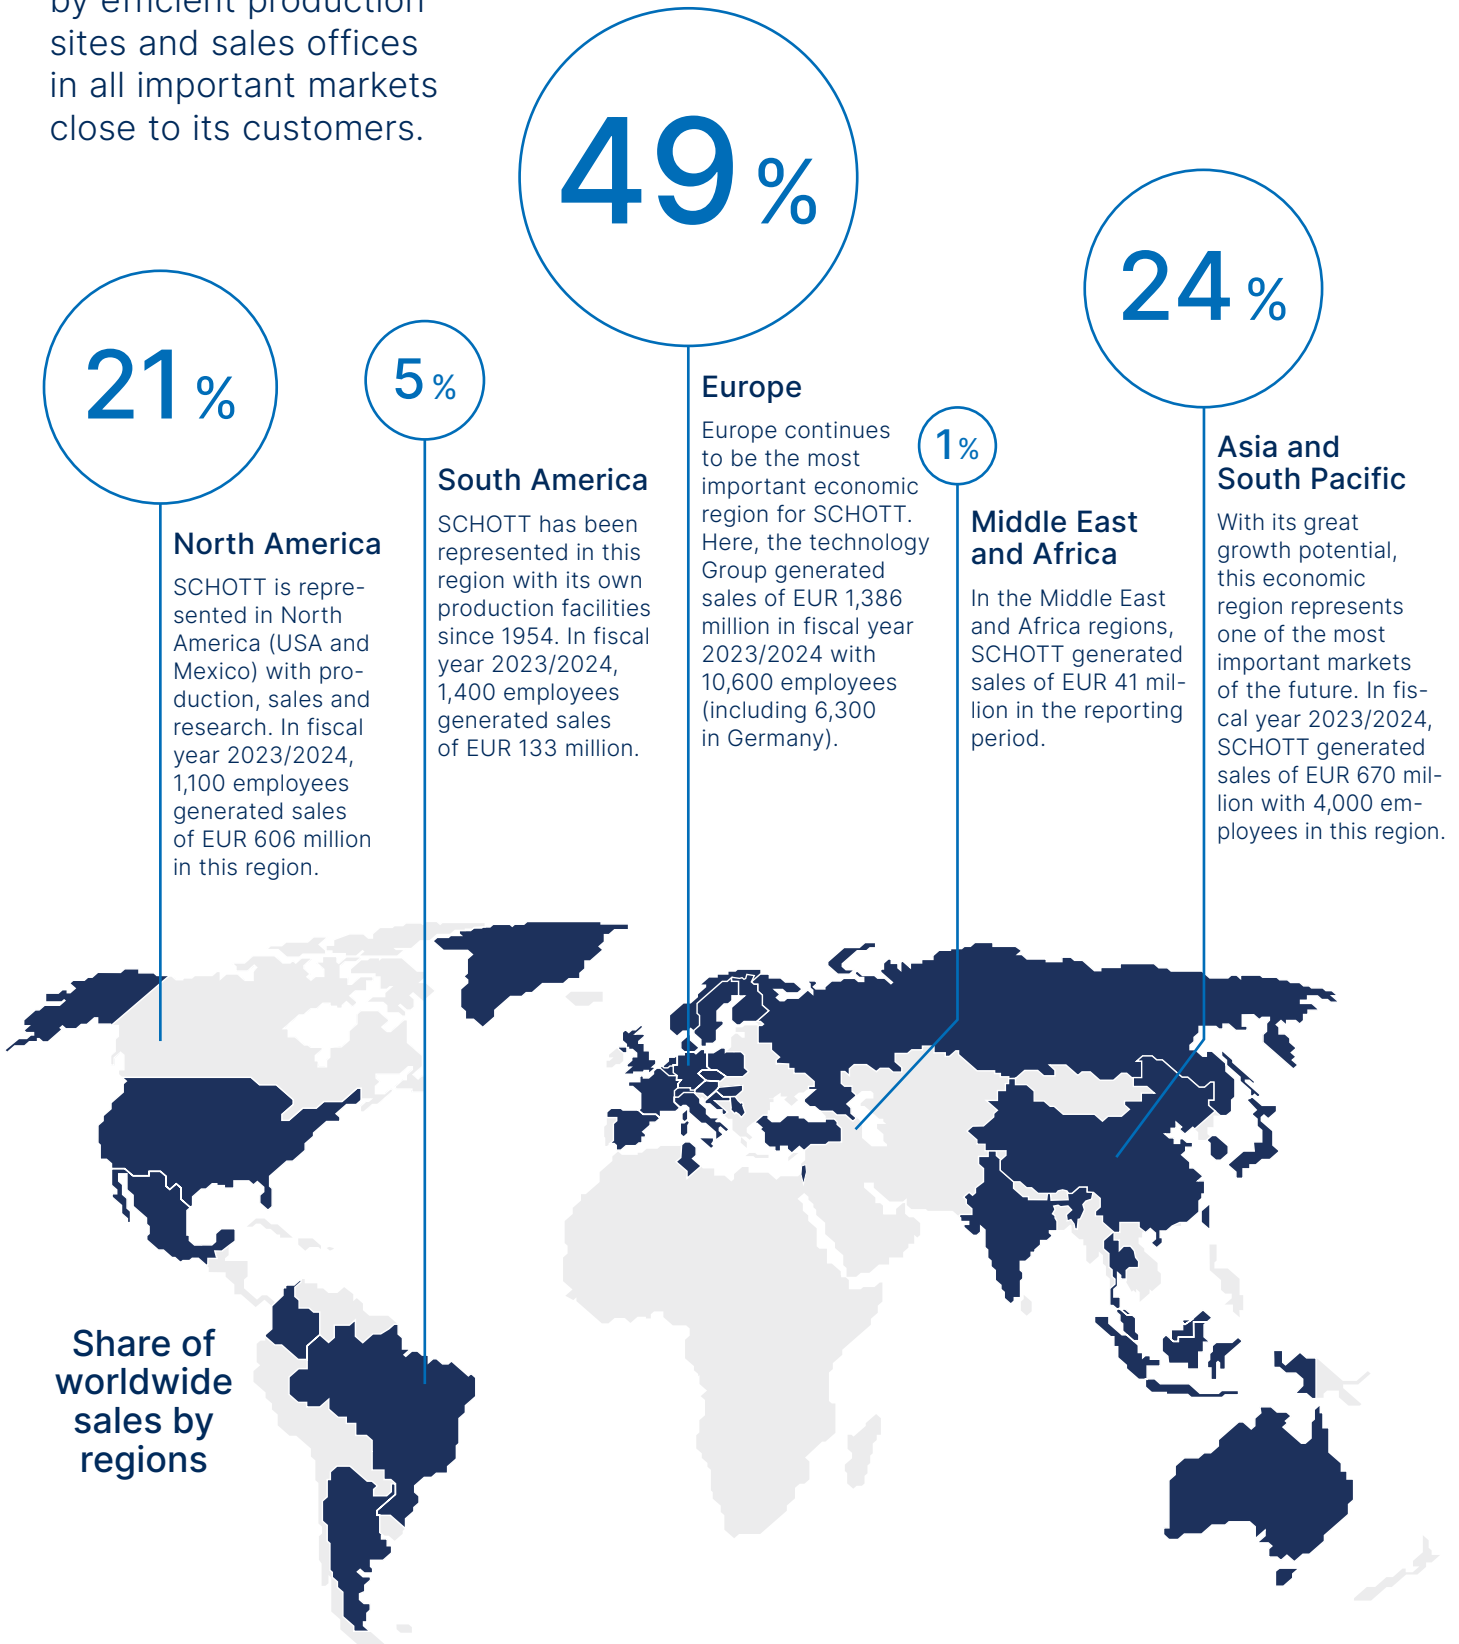 by efficient production
sites and sales offices
in all important markets
close to its customers.
49 %
24 %
21 %
5 %
1 %
Europe
Europe continues
to be the most
important economic
region for SCHOTT.
Here, the technology
Group generated
sales of EUR 1,386
million in fiscal year
2023/2024 with
10,600 employees
(including 6,300
in Germany).
Asia and
South Pacific
With its great
growth potential,
this economic
region represents
one of the most
important markets
of the future. In fis-
cal year 2023/2024,
SCHOTT generated
sales of EUR 670 mil-
lion with 4,000 em-
ployees in this region.
South America
SCHOTT has been
represented in this
region with its own
production facilities
since 1954. In fiscal
year 2023/2024,
1,400 employees
generated sales
of EUR 133 million.
Middle East
and Africa
In the Middle East
and Africa regions,
SCHOTT generated
sales of EUR 41 mil-
lion in the reporting
period.
North America
SCHOTT is repre-
sented in North
America (USA and
Mexico) with pro-
duction, sales and
research. In fiscal
year 2023/2024,
1,100 employees
generated sales
of EUR 606 million
in this region.
Share of
worldwide
sales by
regions